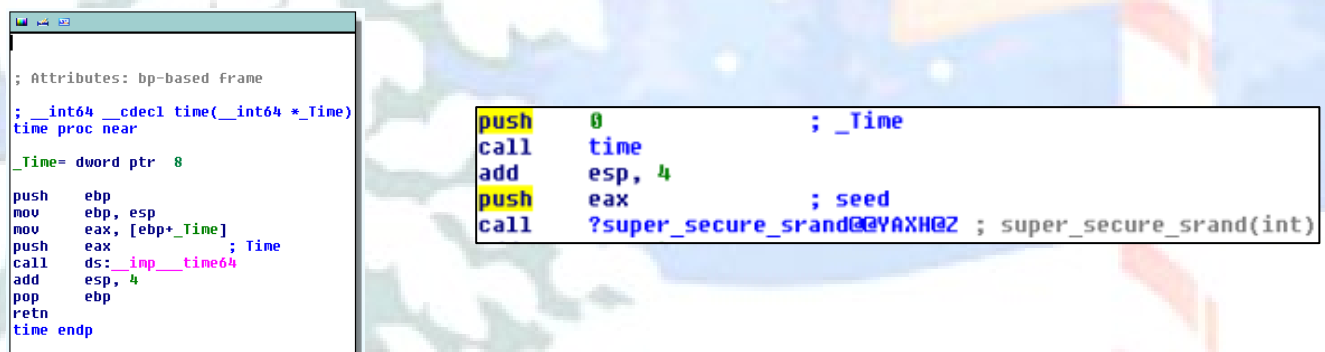 ; Attributes: bp-based frame
; __int64 __cdecl time(__int64 *_Time)
time proc near
_Time= dword ptr  8
push    ebp
mov     ebp, esp
mov     eax, [ebp+_Time]
push    eax             ; Time
call    ds:__imp___time64
add     esp, 4
pop     ebp
retn
time endp
push    0               ; _Time
call    time
add     esp, 4
push    eax             ; seed
call    ?super_secure_srand@@YAXH@Z ; super_secure_srand(int)